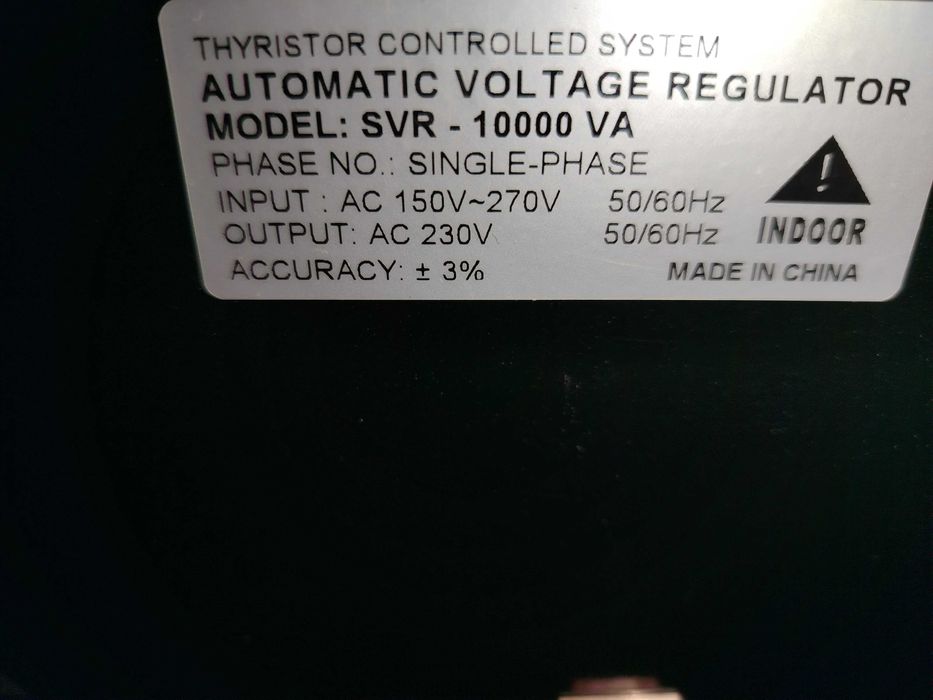 THYRISTOR CONTROLLED SYSTEM
AUTOMATIC VOLTAGE REGULATOR
MODEL: SVR - 10000 VA
PHASE NO.: SINGLE-PHASE
INPUT : AC 150V~270V 50/60Hz
OUTPUT: AC 230V 50/60Hz
ACCURACY: ± 3%
!
INDOOR
MADE IN CHINA